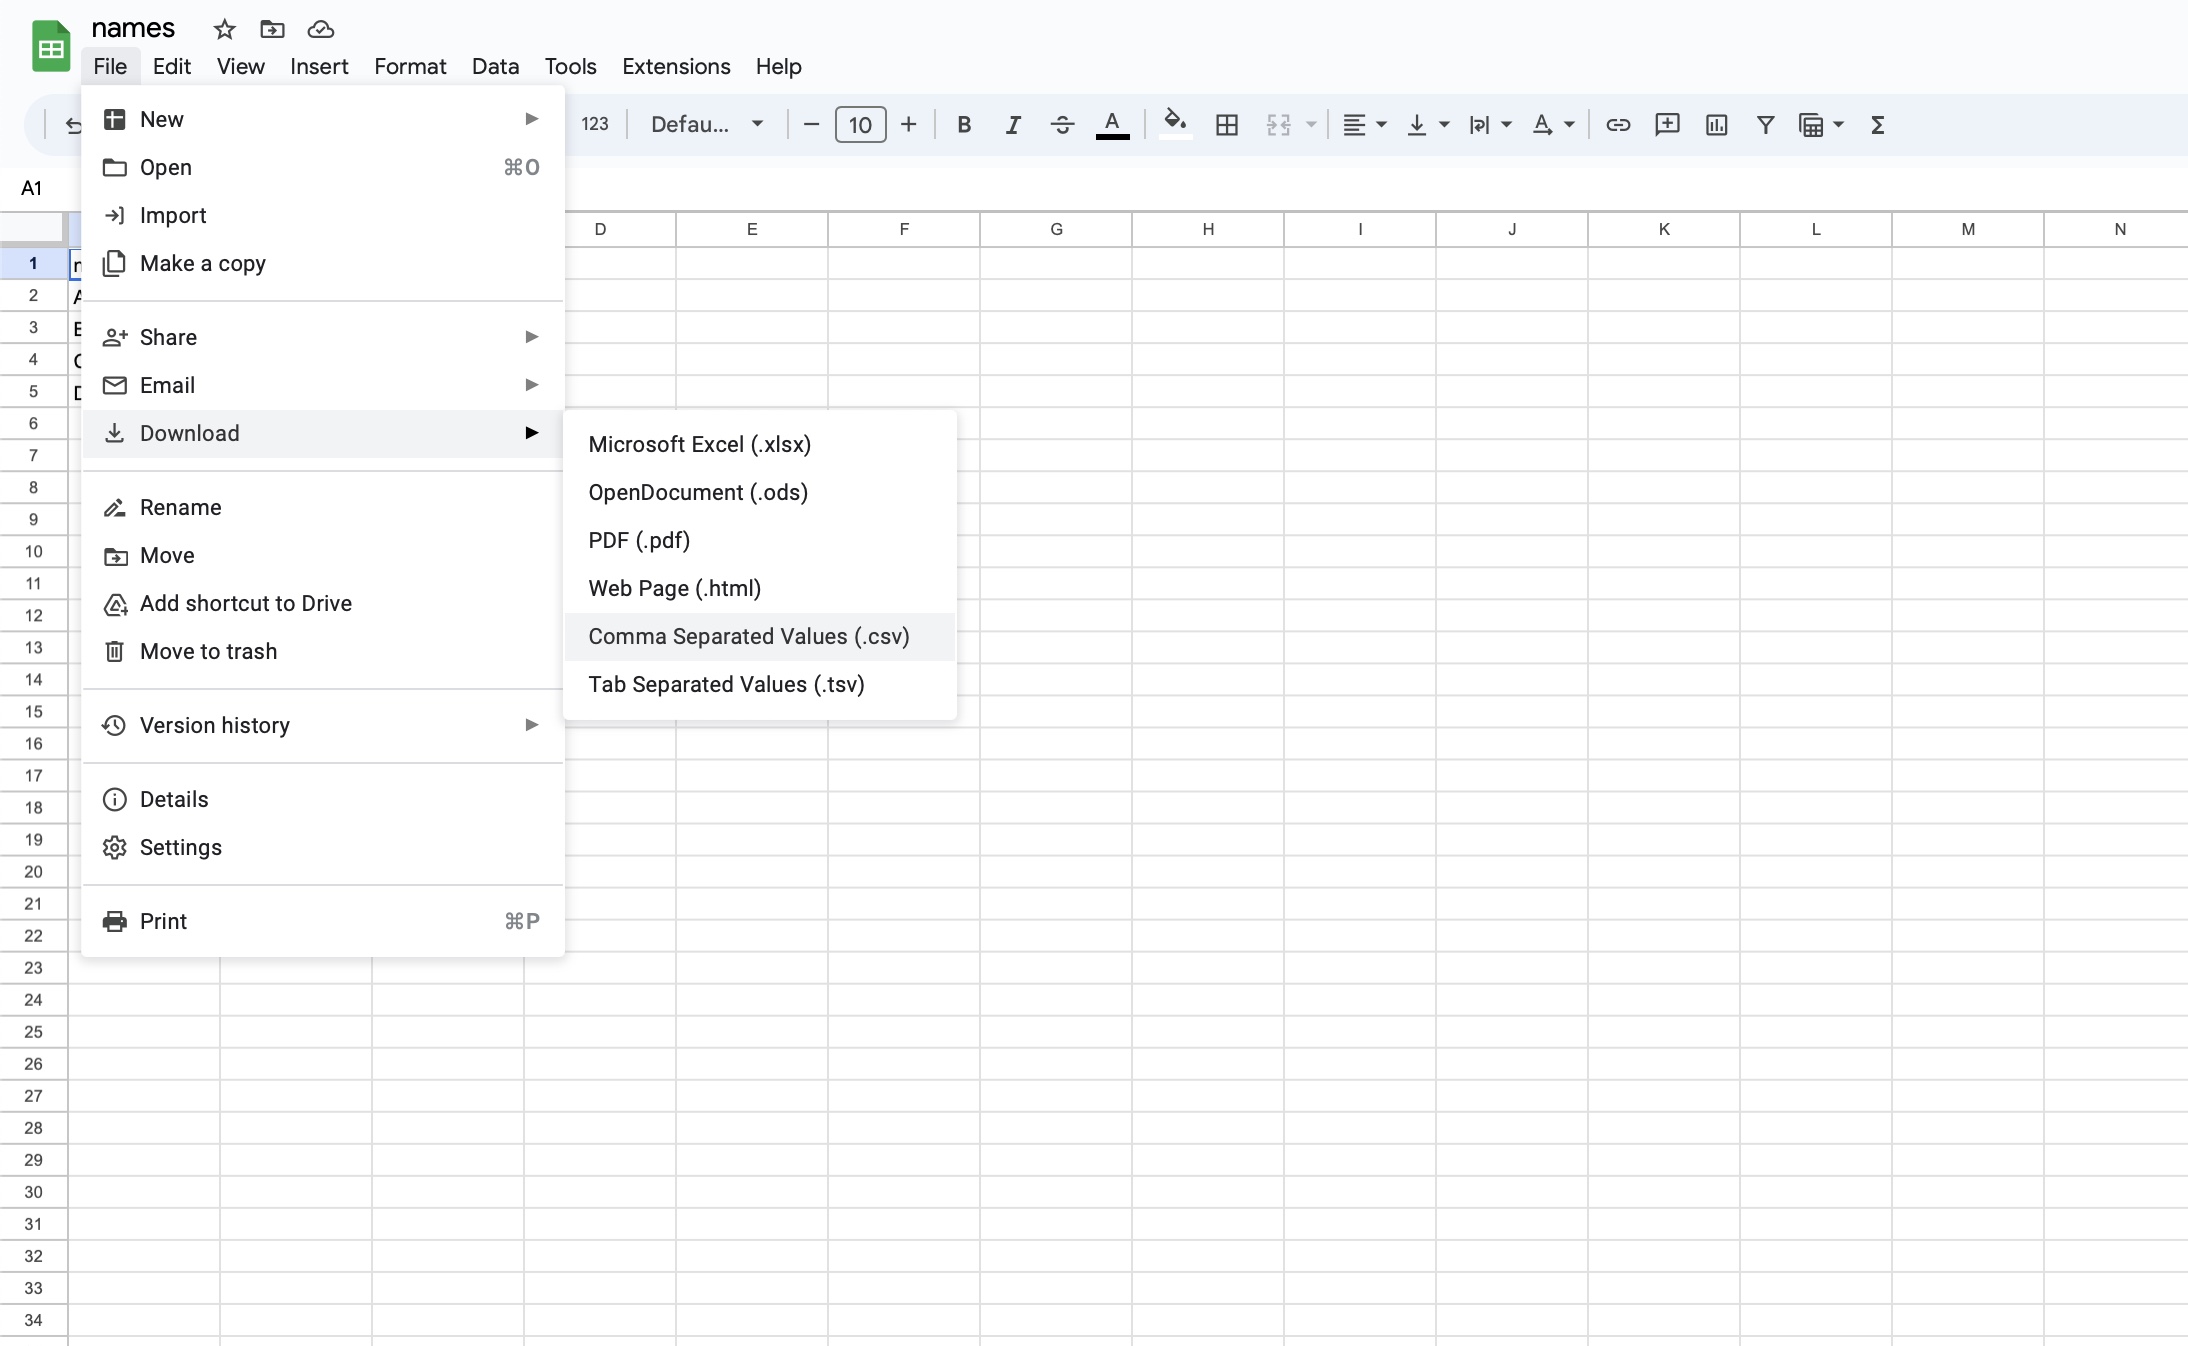 names
File Edit View Insert Format Data Tools Extensions Help
123 Defau... 10 B I S A
A1
D E F G H I J K L M N
1
2
3
4
5
6
7
8
9
10
11
12
13
14
15
16
17
18
19
20
21
22
23
24
25
26
27
28
29
30
31
32
33
34
New
Open ⌘O
Import
Make a copy
Share
Email
Download
Rename
Move
Add shortcut to Drive
Move to trash
Version history
Details
Settings
Print ⌘P
Microsoft Excel (.xlsx)
OpenDocument (.ods)
PDF (.pdf)
Web Page (.html)
Comma Separated Values (.csv)
Tab Separated Values (.tsv)